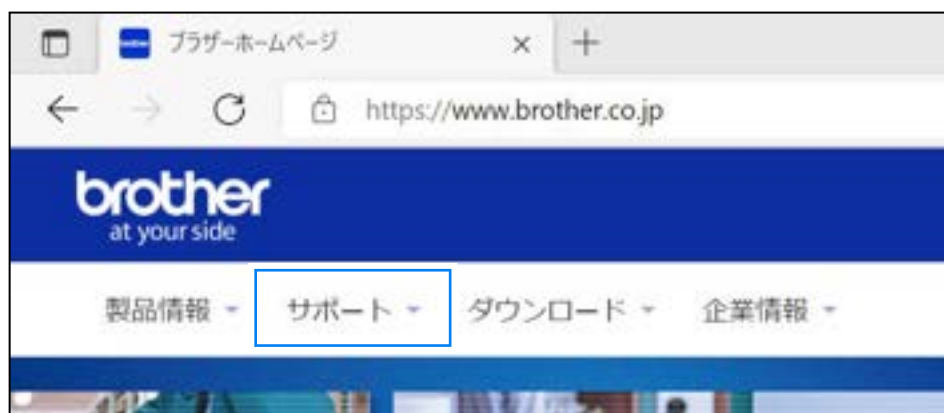 ブラザーホームページ
https://www.brother.co.jp
brother
at your side
製品情報 サポート ダウンロード 企業情報